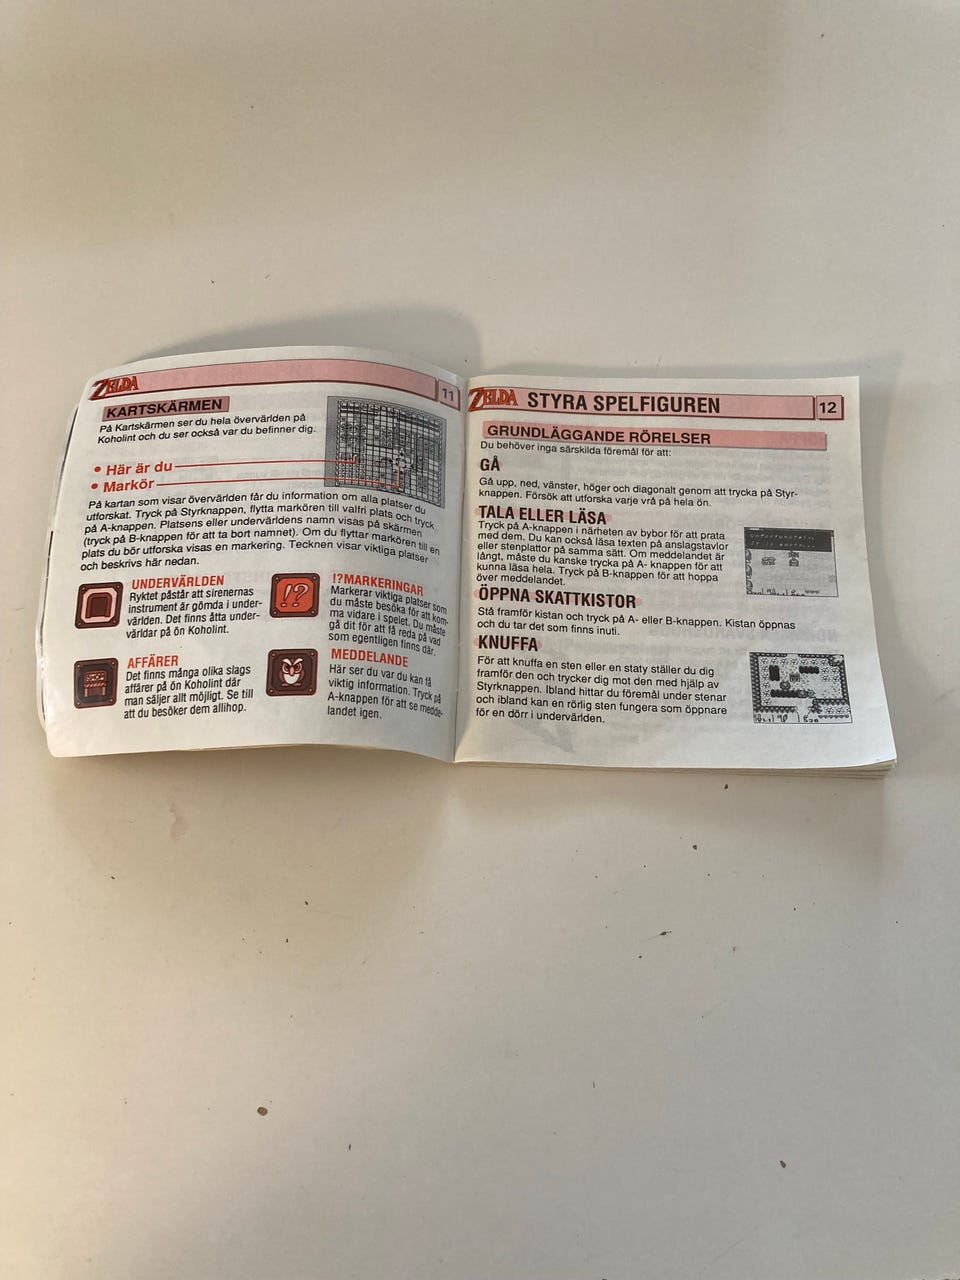 ZELDA
11
KARTSKÄRMEN
På Kartskärmen ser du hela övervärlden på
Koholint och du ser också var du befinner dig.
• Här är du
• Markör
På kartan som visar övervärlden får du information om alla platser du
utforskat. Tryck på Styrknappen, flytta markören till valfri plats och tryck
på A-knappen. Platsens eller undervärldens namn visas på skärmen
(tryck på B-knappen för att ta bort namnet). Om du flyttar markören till en
plats du bör utforska visas en markering. Tecknen visar viktiga platser
och beskrivs här nedan.
UNDERVÄRLDEN
Ryktet påstår att sirenernas
instrument är gömda i under-
världen. Det finns åtta under-
världar på ön Koholint.
!?
!?MARKERINGAR
Markerar viktiga platser som
du måste besöka för att kom-
ma vidare i spelet. Du måste
gå dit för att få reda på vad
som egentligen finns där.
AFFÄRER
Det finns många olika slags
affärer på ön Koholint där
man säljer allt möjligt. Se till
att du besöker dem allihop.
MEDDELANDE
Här ser du var du kan få
viktig information. Tryck på
A-knappen för att se medde-
landet igen.
ZELDA STYRA SPELFIGUREN
12
GRUNDLÄGGANDE RÖRELSER
Du behöver inga särskilda föremål för att:
GÅ
Gå upp, ned, vänster, höger och diagonalt genom att trycka på Styr-
knappen. Försök att utforska varje vrå på hela ön.
TALA ELLER LÄSA
Tryck på A-knappen i närheten av bybor för att prata
med dem. Du kan också läsa texten på anslagstavlor
eller stenplattor på samma sätt. Om meddelandet är
långt, måste du kanske trycka på A- knappen för att
kunna läsa hela. Tryck på B-knappen för att hoppa
över meddelandet.
ÖPPNA SKATTKISTOR
Stå framför kistan och tryck på A- eller B-knappen. Kistan öppnas
och du tar det som finns inuti.
KNUFFA
För att knuffa en sten eller en staty ställer du dig
framför den och trycker dig mot den med hjälp av
Styrknappen. Ibland hittar du föremål under stenar
och ibland kan en rörlig sten fungera som öppnare
för en dörr i undervärlden.